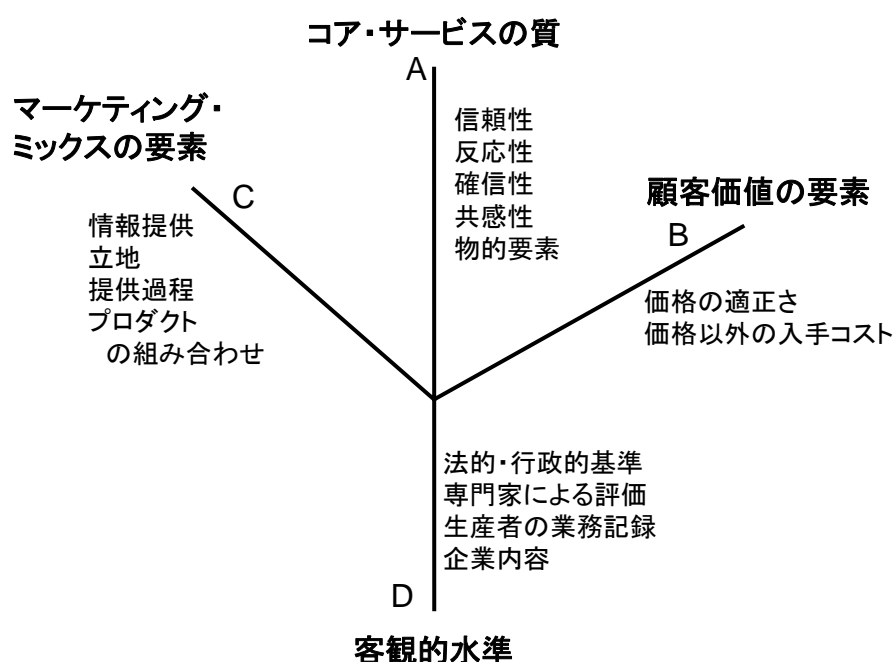 コア・サービスの質
A
マーケティング・
ミックスの要素
C
情報提供
立地
提供過程
プロダクト
の組み合わせ
信頼性
反応性
確信性
共感性
物的要素
顧客価値の要素
B
価格の適正さ
価格以外の入手コスト
法的・行政的基準
専門家による評価
生産者の業務記録
企業内容
D
客観的水準